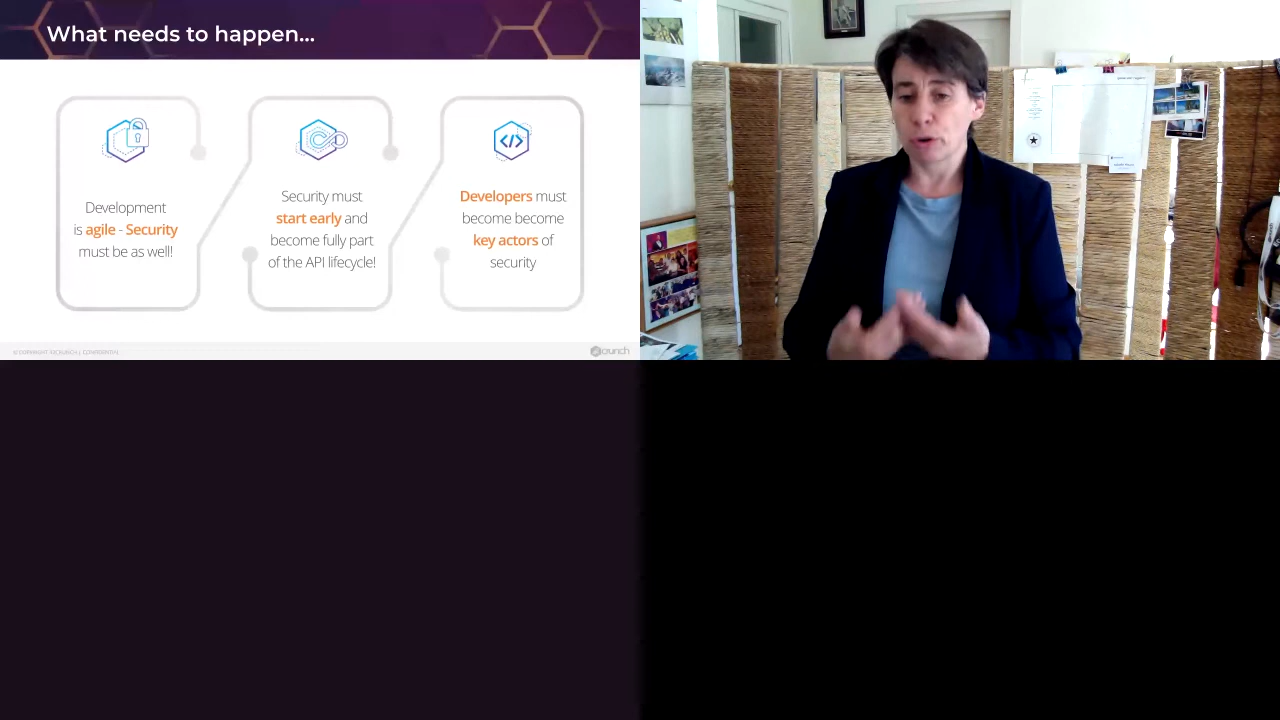 What needs to happen...
Development
is agile - Security
must be as well!
Security must
start early and
become fully part
of the API lifecycle!
Developers must
become become
key actors of
security
crunch